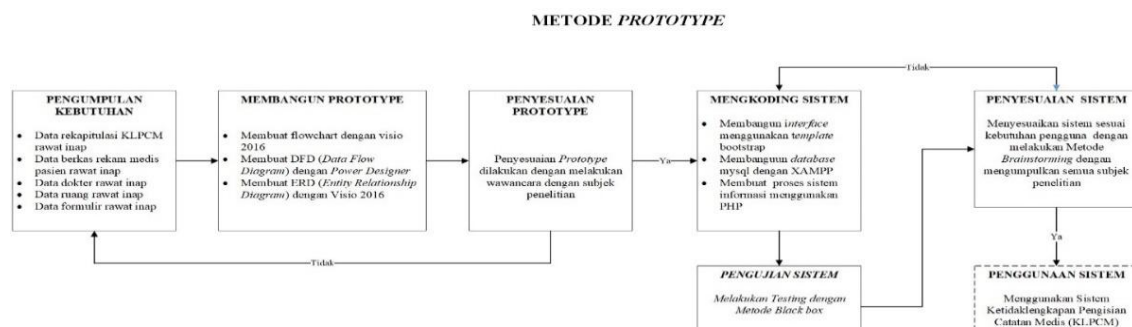 METODE PROTOTYPE
PENGUMPULAN
KEBUTUHAN
• Data rekapitulasi KLPCM
rawat inap
• Data berkas rekam medis
pasien rawat inap
• Data dokter rawat inap
• Data ruang rawat inap
• Data formulir rawat inap
MEMBANGUN PROTOTYPE
• Membuat flowchart dengan visio
2016
• Membuat DFD (Data Flow
Diagram) dengan Power Designer
• Membuat ERD (Entity Relationship
Diagram) dengan Visio 2016
PENYESUAIAN
PROTOTYPE
Penyesuaian Prototype
dilakukan dengan melakukan
wawancara dengan subjek
penelitian
Ya
Tidak
MENGKODING SISTEM
• Membangun interface
menggunakan template
bootstrap
• Membanguun database
mysql dengan XAMPP
• Membuat proses sistem
informasi menggunakan
PHP
Tidak
PENGUJIAN SISTEM
Melakukan Testing dengan
Metode Black box
PENYESUAIAN SISTEM
Menyesuaikan sistem sesuai
kebutuhan pengguna dengan
melakukan Metode
Brainstorming dengan
mengumpulkan semua subjek
penelitian
Ya
PENGGUNAAN SISTEM
Menggunakan Sistem
Ketidaklengkapan Pengisian
Catatan Medis (KLPCM)